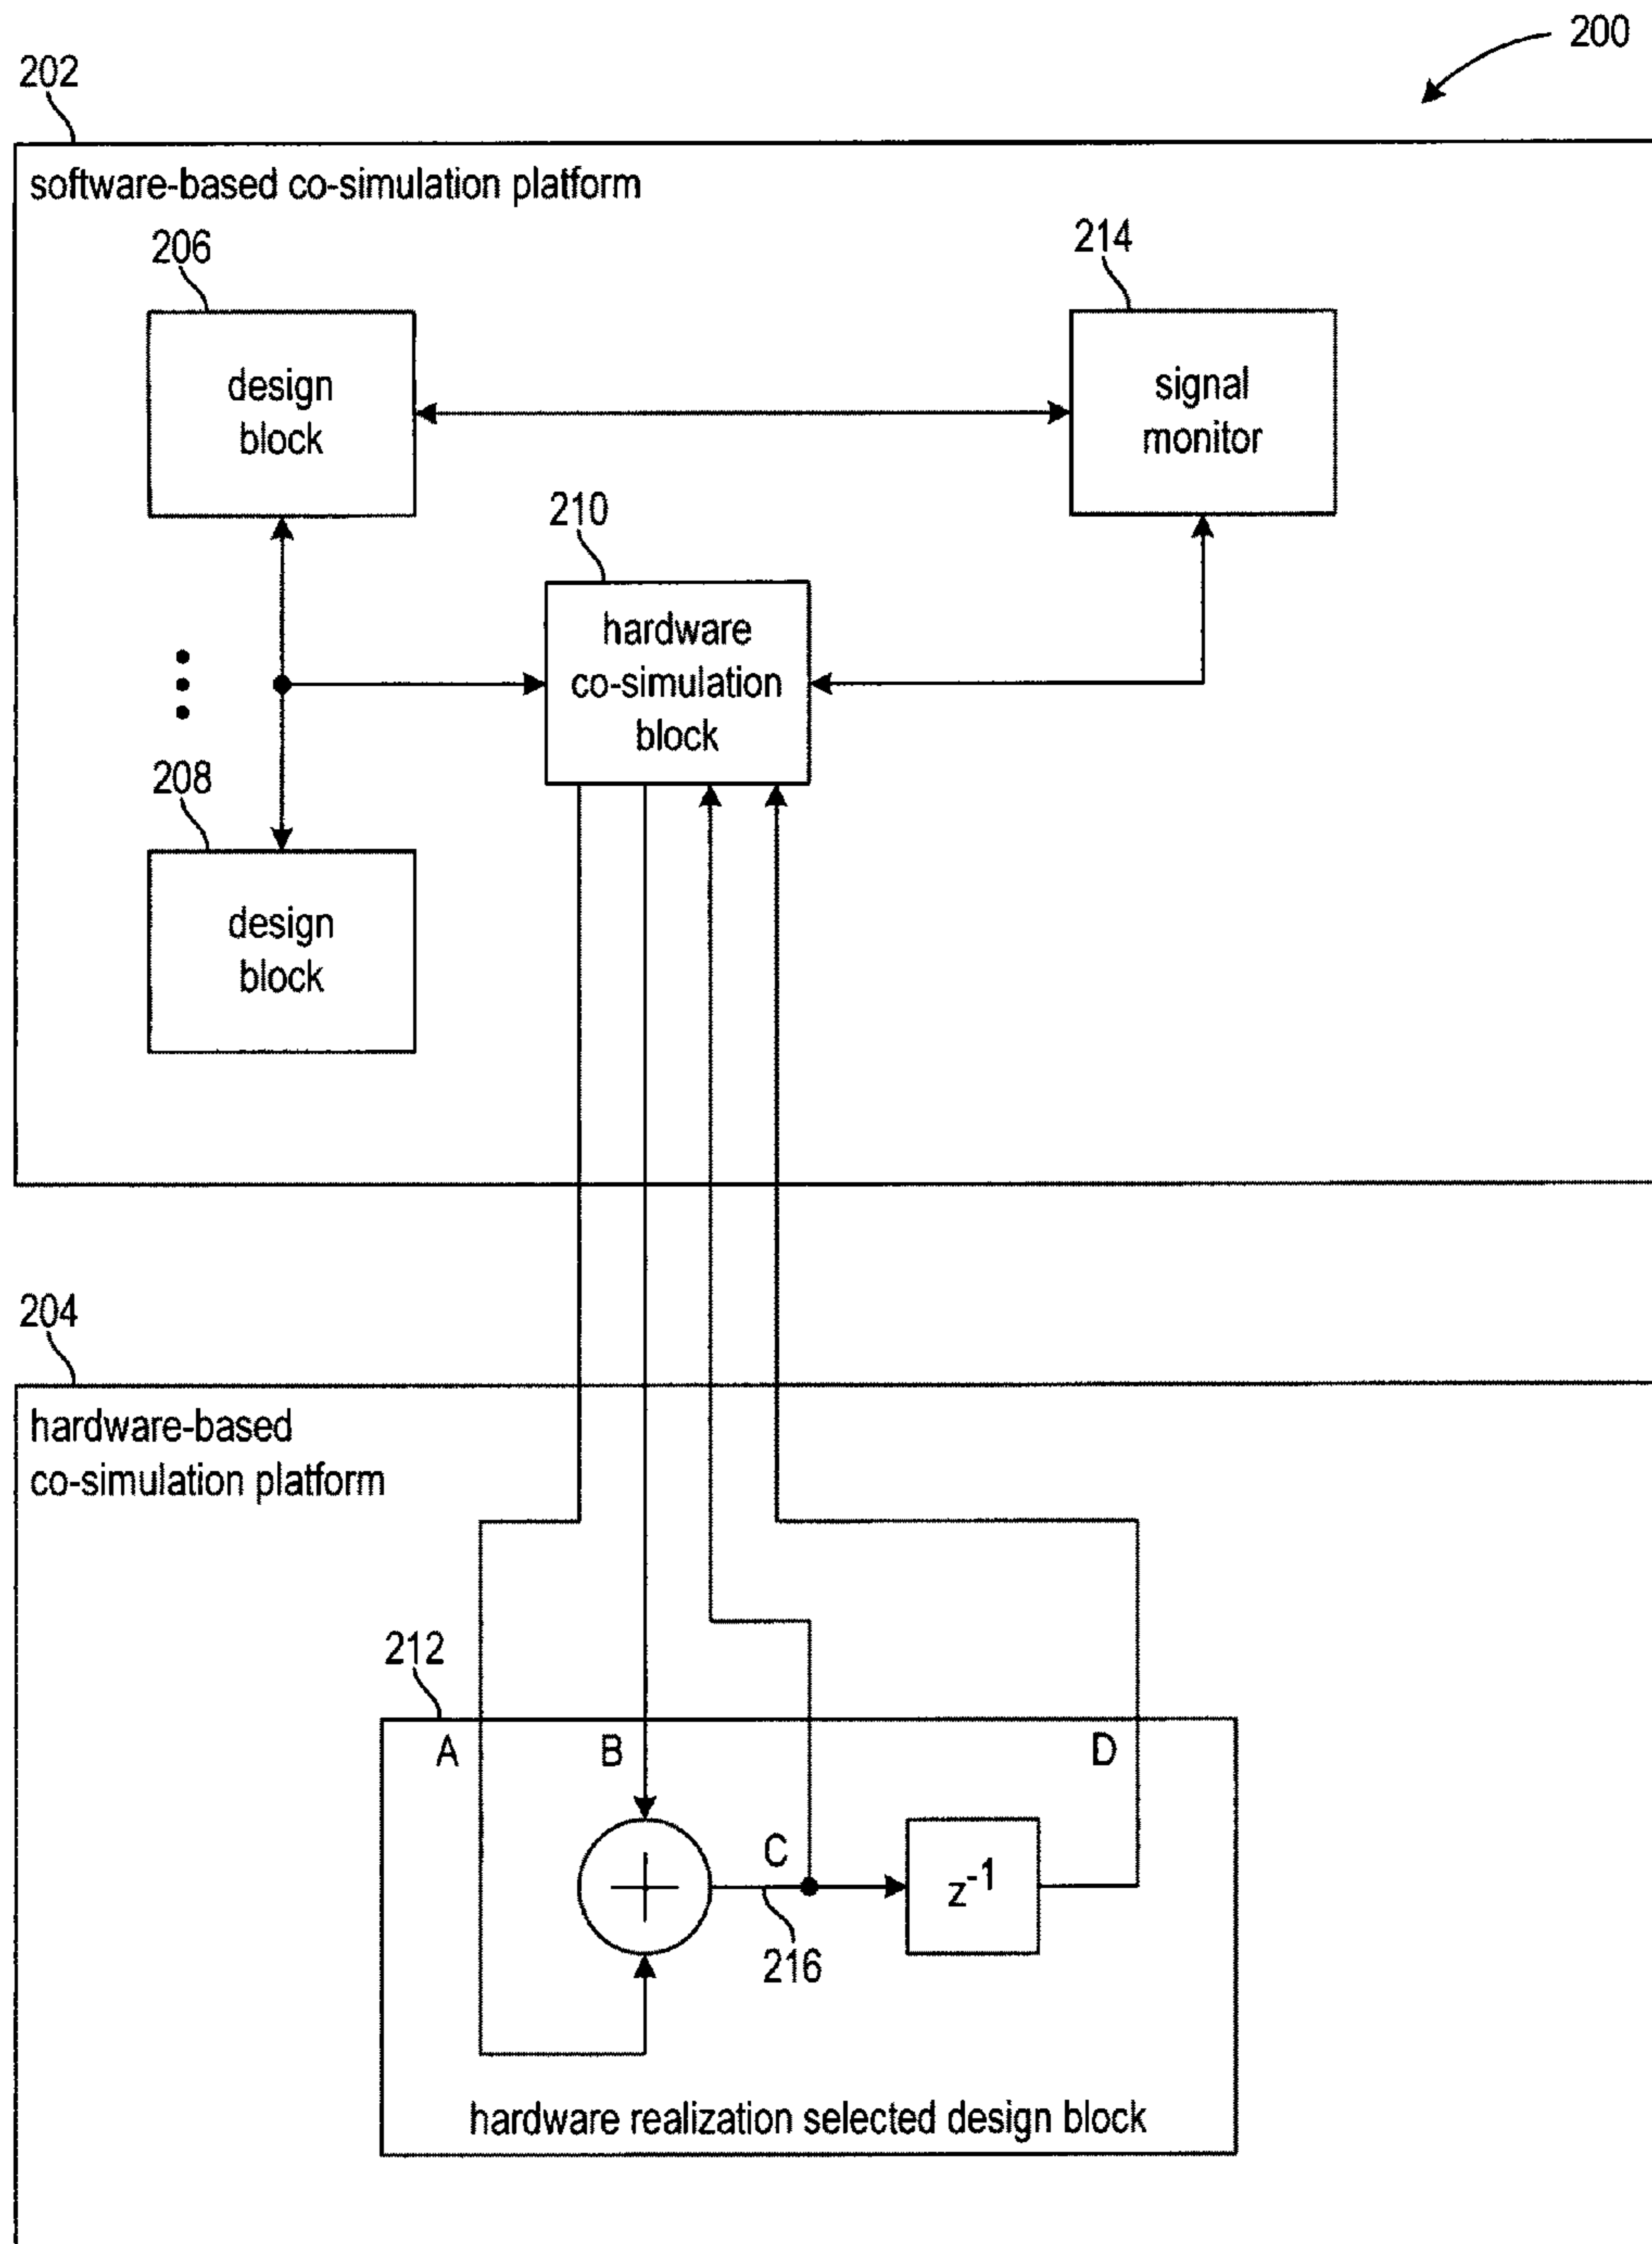 200
202
software-based co-simulation platform
206
214
design
block
signal
monitor
210
hardware
co-simulation
block
208
design
block
204
hardware-based
co-simulation platform
212
A
B
D
C
z-1
216
hardware realization selected design block